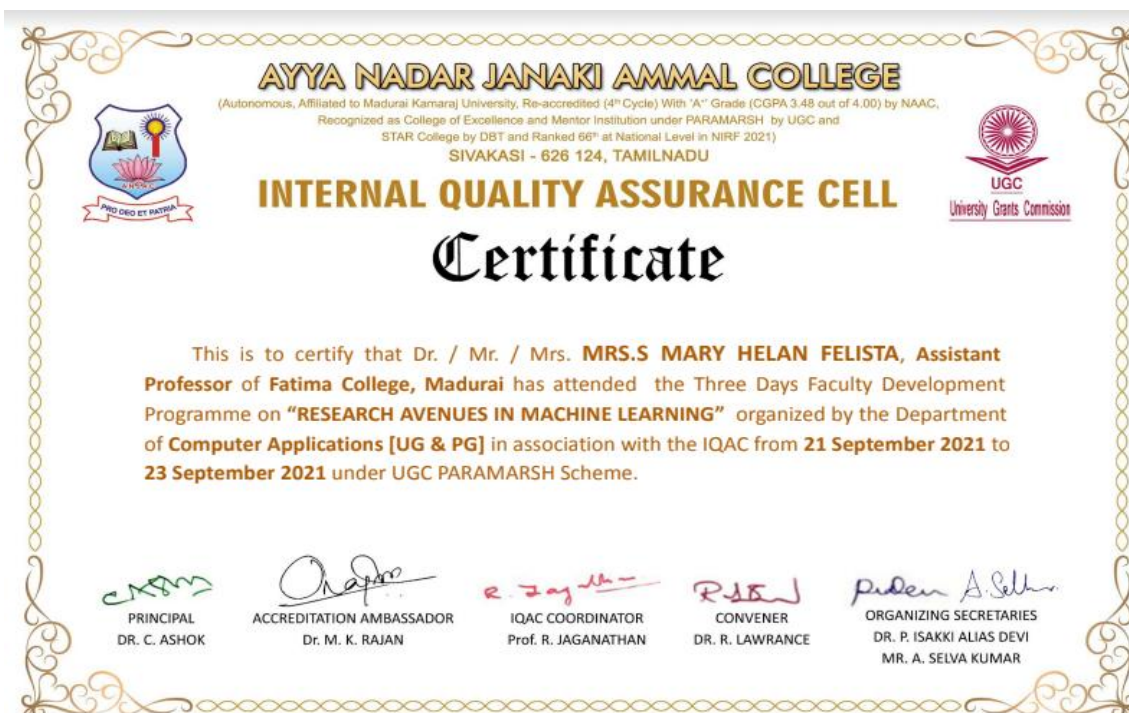 AYYA NADAR JANAKI AMMAL COLLEGE
(Autonomous, Affiliated to Madurai Kamaraj University, Re-accredited (4th Cycle) With 'A+' Grade (CGPA 3.48 out of 4.00) by NAAC,
Recognized as College of Excellence and Mentor Institution under PARAMARSH by UGC and
STAR College by DBT and Ranked 66th at National Level in NIRF 2021)
SIVAKASI - 626 124, TAMILNADU
INTERNAL QUALITY ASSURANCE CELL
ANJAC
PRO DEO ET PATRIA
UGC
University Grants Commission
Certificate
This is to certify that Dr. / Mr. / Mrs. MRS.S MARY HELAN FELISTA, Assistant
Professor of Fatima College, Madurai has attended the Three Days Faculty Development
Programme on “RESEARCH AVENUES IN MACHINE LEARNING” organized by the Department
of Computer Applications [UG & PG] in association with the IQAC from 21 September 2021 to
23 September 2021 under UGC PARAMARSH Scheme.
PRINCIPAL
DR. C. ASHOK
ACCREDITATION AMBASSADOR
Dr. M. K. RAJAN
IQAC COORDINATOR
Prof. R. JAGANATHAN
CONVENER
DR. R. LAWRANCE
ORGANIZING SECRETARIES
DR. P. ISAKKI ALIAS DEVI
MR. A. SELVA KUMAR